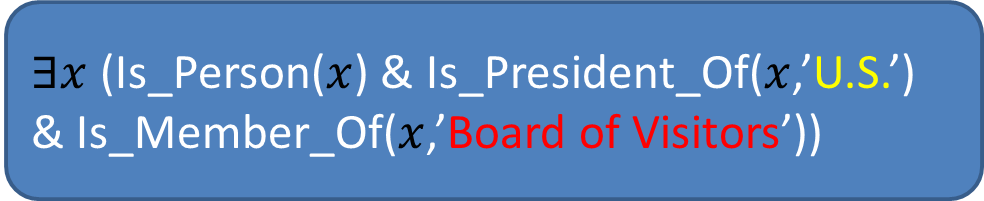 ∃𝑥 (Is_Person(𝑥) & Is_President_Of(𝑥,’U.S.’)
& Is_Member_Of(𝑥,’Board of Visitors’))